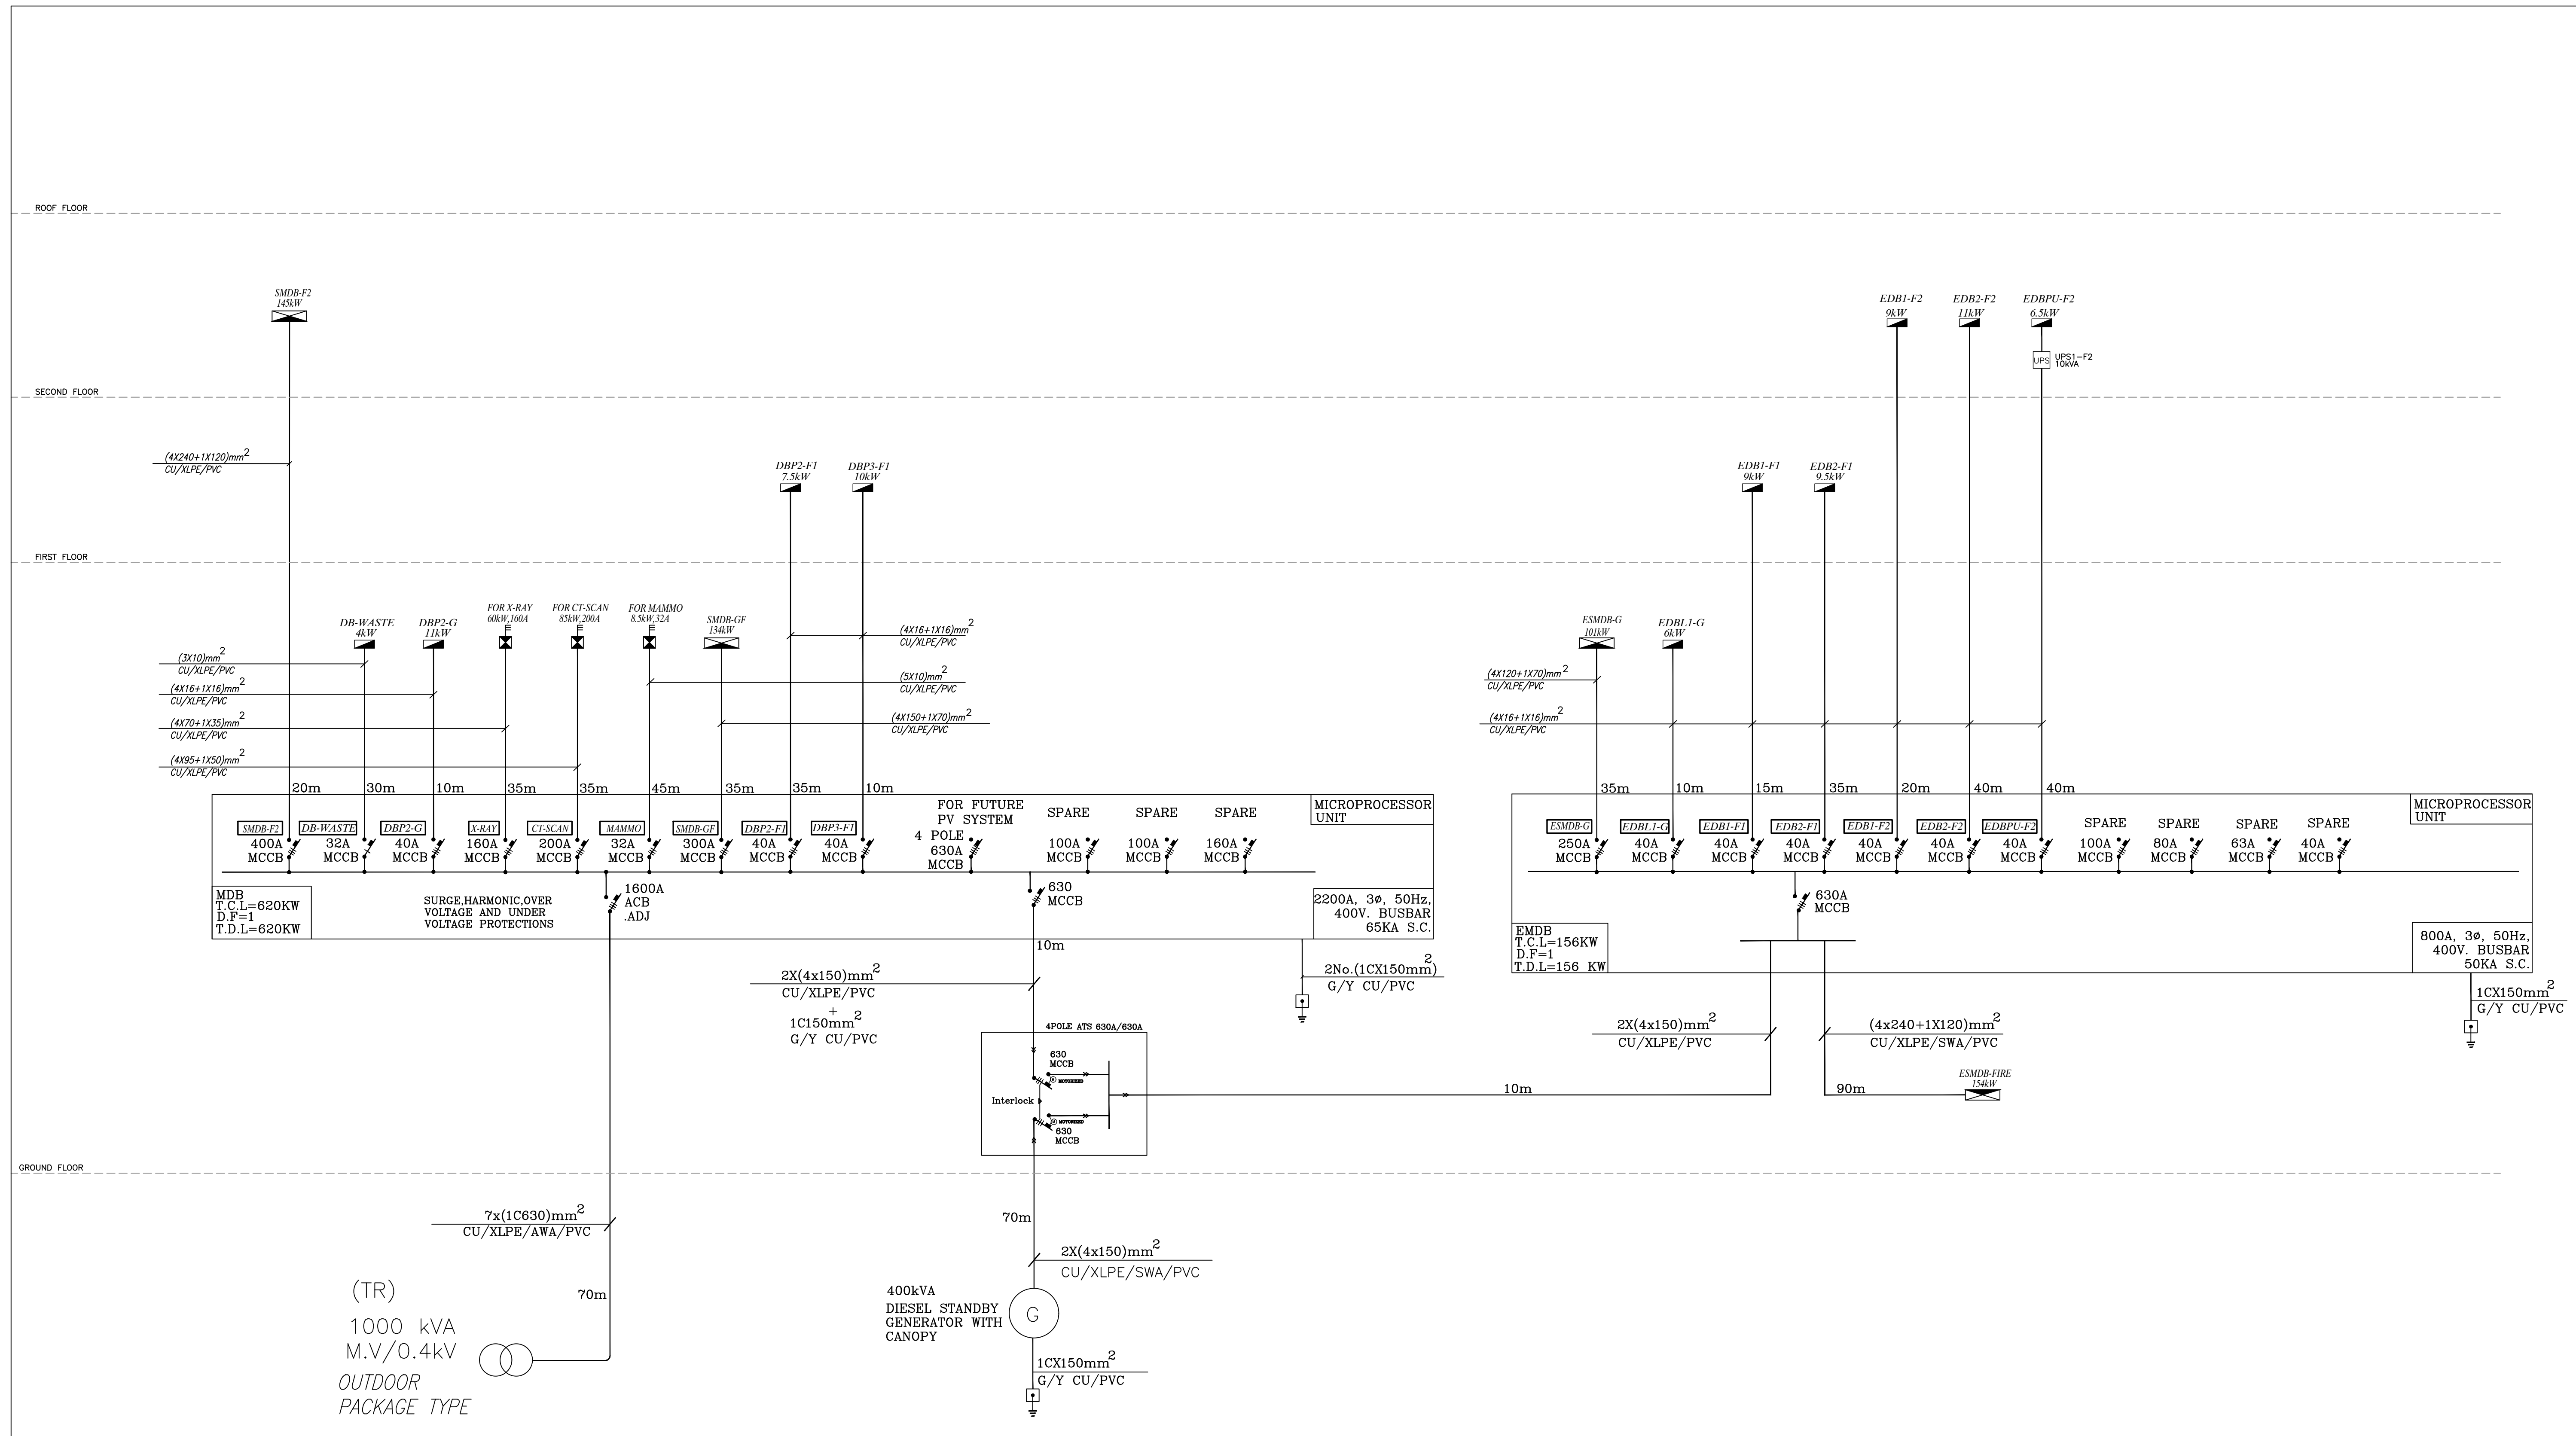 ROOF FLOOR
SMDB-F2
145kW
EDB1-F2
9kW
EDB2-F2
11kW
EDBPU-F2
6.5kW
UPS
UPS1-F2
10kVA
SECOND FLOOR
(4X240+1X120)mm2
CU/XLPE/PVC
DBP2-F1
7.5kW
DBP3-F1
10kW
EDB1-F1
9kW
EDB2-F1
9.5kW
FIRST FLOOR
DB-WASTE
4kW
DBP2-G
11kW
FOR X-RAY
60kW,160A
FOR CT-SCAN
85kW,200A
FOR MAMMO
8.5kW,32A
SMDB-GF
134kW
ESMDB-G
101kW
EDBL1-G
6kW
(3X10)mm2
CU/XLPE/PVC
(4X16+1X16)mm2
CU/XLPE/PVC
(4X70+1X35)mm2
CU/XLPE/PVC
(4X95+1X50)mm2
CU/XLPE/PVC
(4X16+1X16)mm2
CU/XLPE/PVC
(5X10)mm2
CU/XLPE/PVC
(4X150+1X70)mm2
CU/XLPE/PVC
(4X120+1X70)mm2
CU/XLPE/PVC
(4X16+1X16)mm2
CU/XLPE/PVC
20m
30m
10m
35m
35m
45m
35m
35m
10m
SMDB-F2
400A
MCCB
DB-WASTE
32A
MCCB
DBP2-G
40A
MCCB
X-RAY
160A
MCCB
CT-SCAN
200A
MCCB
MAMMO
32A
MCCB
SMDB-GF
300A
MCCB
DBP2-F1
40A
MCCB
DBP3-F1
40A
MCCB
FOR FUTURE
PV SYSTEM
4 POLE
630A
MCCB
SPARE
100A
MCCB
SPARE
100A
MCCB
SPARE
160A
MCCB
MICROPROCESSOR
UNIT
MDB
T.C.L=620KW
D.F=1
T.D.L=620KW
SURGE,HARMONIC,OVER
VOLTAGE AND UNDER
VOLTAGE PROTECTIONS
1600A
ACB
.ADJ
630
MCCB
2200A, 3ø, 50Hz,
400V. BUSBAR
65KA S.C.
35m
10m
15m
35m
20m
40m
40m
ESMDB-G
250A
MCCB
EDBL1-G
40A
MCCB
EDB1-F1
40A
MCCB
EDB2-F1
40A
MCCB
EDB1-F2
40A
MCCB
EDB2-F2
40A
MCCB
EDBPU-F2
40A
MCCB
SPARE
100A
MCCB
SPARE
80A
MCCB
SPARE
63A
MCCB
SPARE
40A
MCCB
MICROPROCESSOR
UNIT
630A
MCCB
EMDB
T.C.L=156KW
D.F=1
T.D.L=156 KW
800A, 3ø, 50Hz,
400V. BUSBAR
50KA S.C.
10m
2X(4x150)mm2
CU/XLPE/PVC
+
1C150mm2
G/Y CU/PVC
2No.(1CX150mm)2
G/Y CU/PVC
1CX150mm2
G/Y CU/PVC
2X(4x150)mm2
CU/XLPE/PVC
(4x240+1X120)mm2
CU/XLPE/SWA/PVC
4POLE ATS 630A/630A
630
MCCB
MOTORIZED
Interlock
MOTORIZED
630
MCCB
10m
90m
ESMDB-FIRE
154kW
GROUND FLOOR
7x(1C630)mm2
CU/XLPE/AWA/PVC
70m
70m
2X(4x150)mm2
CU/XLPE/SWA/PVC
(TR)
1000 kVA
M.V/0.4kV
OUTDOOR
PACKAGE TYPE
400kVA
DIESEL STANDBY
GENERATOR WITH
CANOPY
G
1CX150mm2
G/Y CU/PVC